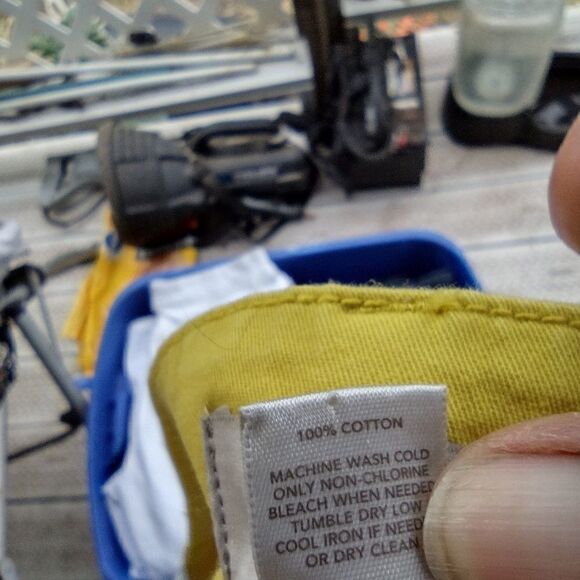 100% COTTON
MACHINE WASH COLD
ONLY NON-CHLORINE
BLEACH WHEN NEEDED
TUMBLE DRY LOW
COOL IRON IF NEED
OR DRY CLEAN